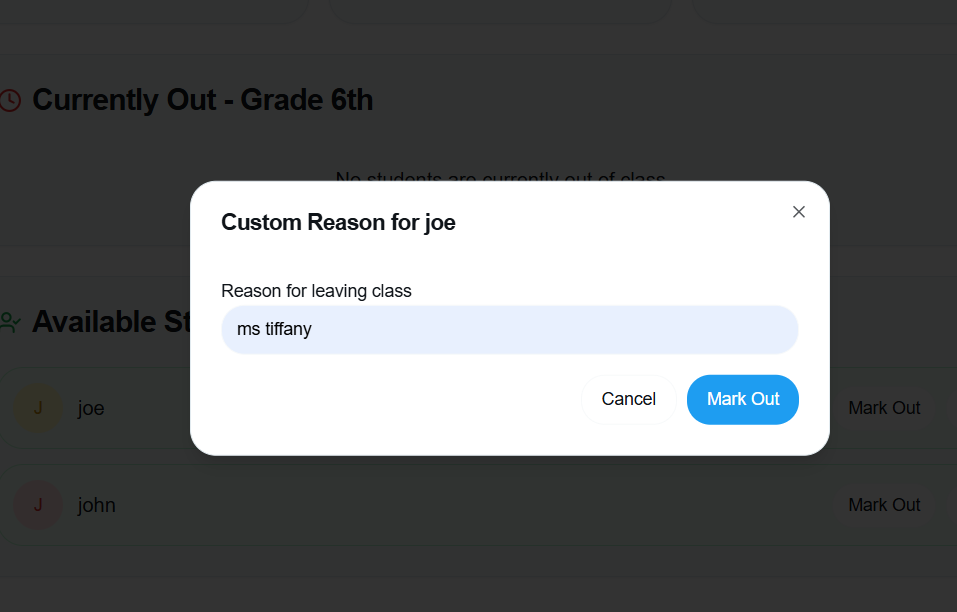 Currently Out - Grade 6th
No students are currently out of class
Custom Reason for joe
Reason for leaving class
ms tiffany
Cancel
Mark Out
Available St
J
joe
Mark Out
J
john
Mark Out